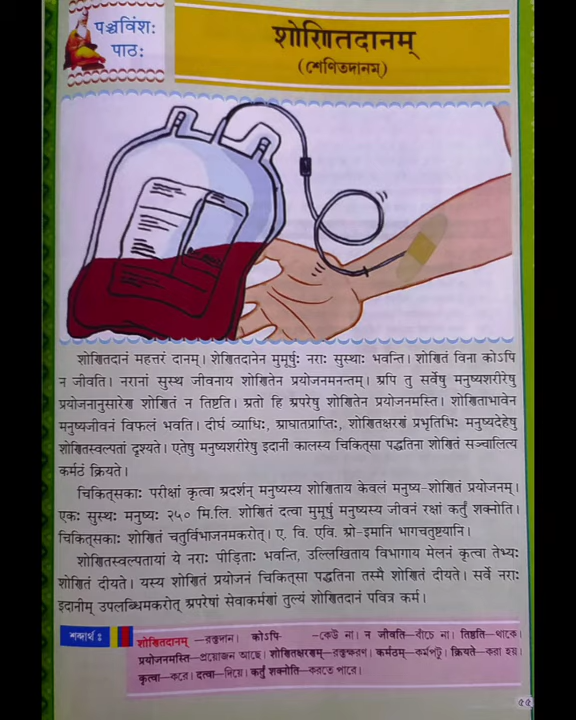 पञ्चविंशः
पाठः
शोणितदानम्
(শোণিতদানম্)
शोणितदानं महत्तरं दानम्। शोणितदानेन मुमूर्षुः नराः सुस्थाः भवन्ति। शोणितं विना कोऽपि
न जीवति। नरानां सुस्थ जीवनाय शोणितेन प्रयोजनमनन्तम्। अपि तु सर्वेषु मनुष्यशरीरेषु
प्रयोजनानुसारेण शोणितं न तिष्ठति। अतो हि अपरेषु शोणितेन प्रयोजनमस्ति। शोणिताभावेन
मनुष्यजीवनं विफलं भवति। दीर्घं व्याधिः, आघातप्राप्तिः, शोणितक्षरणं प्रभृतिभिः मनुष्यदेहेषु
शोणितस्वल्पतां दृश्यते। एतेषु मनुष्यशरीरेषु इदानीं कालस्य चिकित्सा पद्धतिना शोणितं सञ्चालित्य
कर्मठं क्रियते।
चिकित्सकाः परीक्षां कृत्वा प्रदर्शन् मनुष्यस्य शोणिताय केवलं मनुष्य-शोणितं प्रयोजनम्।
एकः सुस्थः मनुष्यः २५० मि.लि. शोणितं दत्वा मुमूर्षु मनुष्यस्य जीवनं रक्षां कर्तुं शक्नोति।
चिकित्सकाः शोणितं चतुर्विभाजनमकरोत्। ए. वि. एवि. ओ-इमानि भागचतुष्टयानि।
शोणितस्वल्पतायां ये नराः पीड़िताः भवन्ति, उल्लिखिताय विभागाय मेलनं कृत्वा तेभ्यः
शोणितं दीयते। यस्य शोणितं प्रयोजनं चिकित्सा पद्धतिना तस्मै शोणितं दीयते। सर्वे नराः
इदानीम् उपलब्धिमकरोत् अपरेषां सेवाकर्मणां तुल्यं शोणितदानं पवित्र कर्म।
शब्दार्थ : शोणितदानम् —রক্তদান। कोऽपि -কেউ না। न जीवति—বাঁচে না। तिष्ठति—থাকে।
प्रयोजनमस्ति—প্রয়োজন আছে। शोणितक्षरणम्—রক্তক্ষরণ। कर्मठम्—কর্মপটু। क्रियते—করা হয়।
कृत्वा—করে। दत्वा—দিয়ে। कर्तुं शक्नोति—করতে পারে।
৫৫